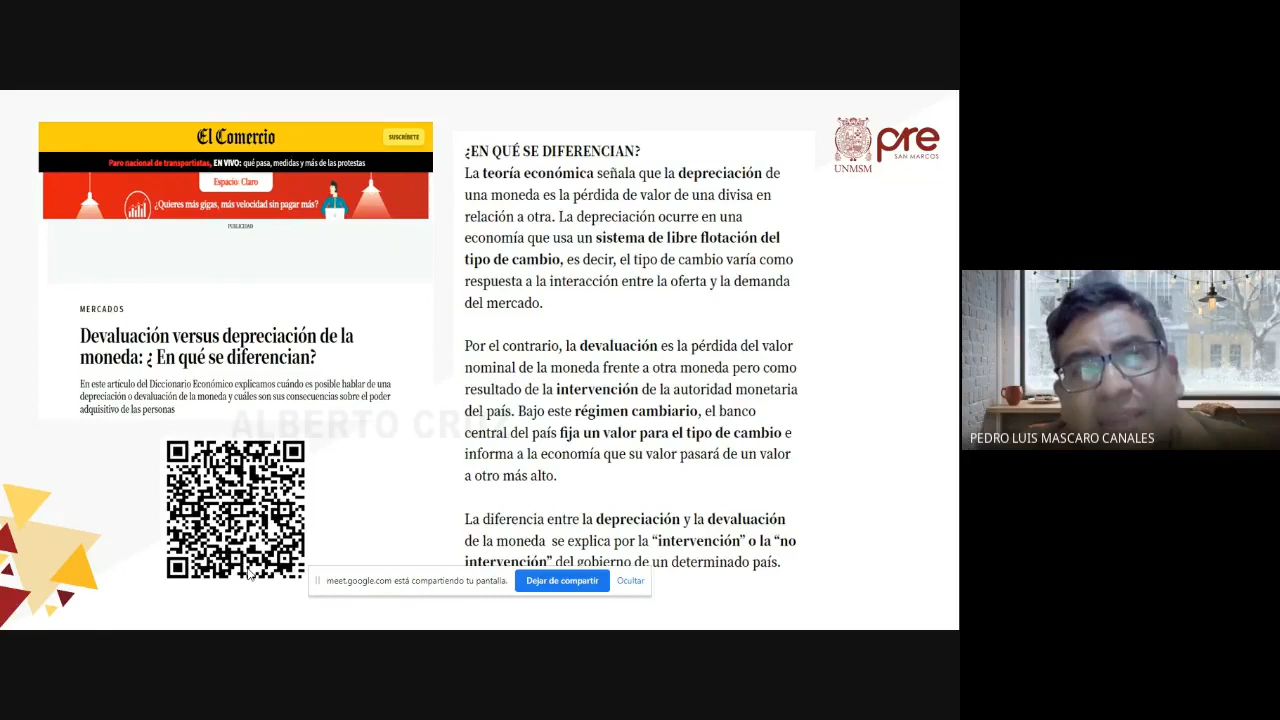 El Comercio
SUSCRÍBETE
Paro nacional de transportistas, EN VIVO: qué pasa, medidas y más de las protestas
Espacio: Claro
¿Quieres más gigas, más velocidad sin pagar más?
PUBLICIDAD
MERCADOS
Devaluación versus depreciación de la
moneda: ¿ En qué se diferencian?
En este artículo del Diccionario Económico explicamos cuándo es posible hablar de una
depreciación o devaluación de la moneda y cuáles son sus consecuencias sobre el poder
adquisitivo de las personas
ALBERTO
¿EN QUÉ SE DIFERENCIAN?
La teoría económica señala que la depreciación de
una moneda es la pérdida de valor de una divisa en
relación a otra. La depreciación ocurre en una
economía que usa un sistema de libre flotación del
tipo de cambio, es decir, el tipo de cambio varía como
respuesta a la interacción entre la oferta y la demanda
del mercado.
Por el contrario, la devaluación es la pérdida del valor
nominal de la moneda frente a otra moneda pero como
resultado de la intervención de la autoridad monetaria
del país. Bajo este régimen cambiario, el banco
central del país fija un valor para el tipo de cambio e
informa a la economía que su valor pasará de un valor
a otro más alto.
La diferencia entre la depreciación y la devaluación
de la moneda se explica por la “intervención” o la “no
intervención” del gobierno de un determinado país.
UNMSM
pre
SAN MARCOS
meet.google.com está compartiendo tu pantalla.
Dejar de compartir
Ocultar
PEDRO LUIS MASCARO CANALES